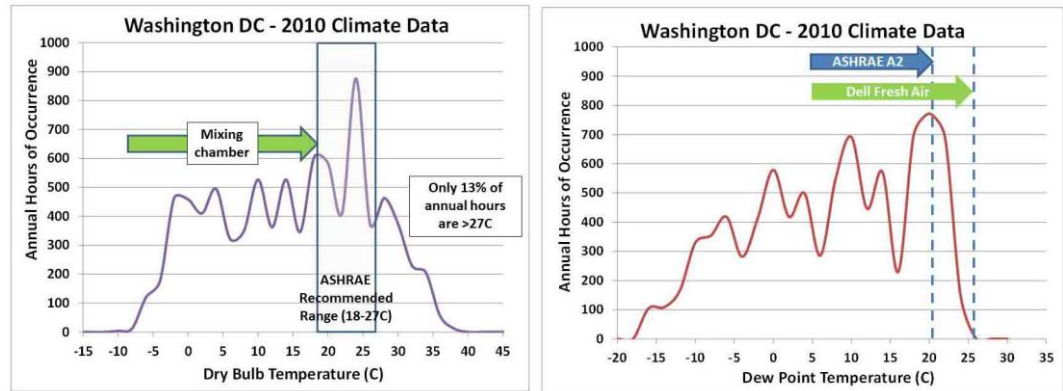 Washington DC - 2010 Climate Data
1000
900
800
700
600
500
400
300
200
100
0
Annual Hours of Occurrence
Mixing
chamber
Only 13% of
annual hours
are >27C
ASHRAE
Recommended
Range (18-27C)
-15 -10 -5 0 5 10 15 20 25 30 35 40 45
Dry Bulb Temperature (C)
Washington DC - 2010 Climate Data
1000
900
800
700
600
500
400
300
200
100
0
Annual Hours of Occurrence
ASHRAE A2
Dell Fresh Air
-20 -15 -10 -5 0 5 10 15 20 25 30 35
Dew Point Temperature (C)